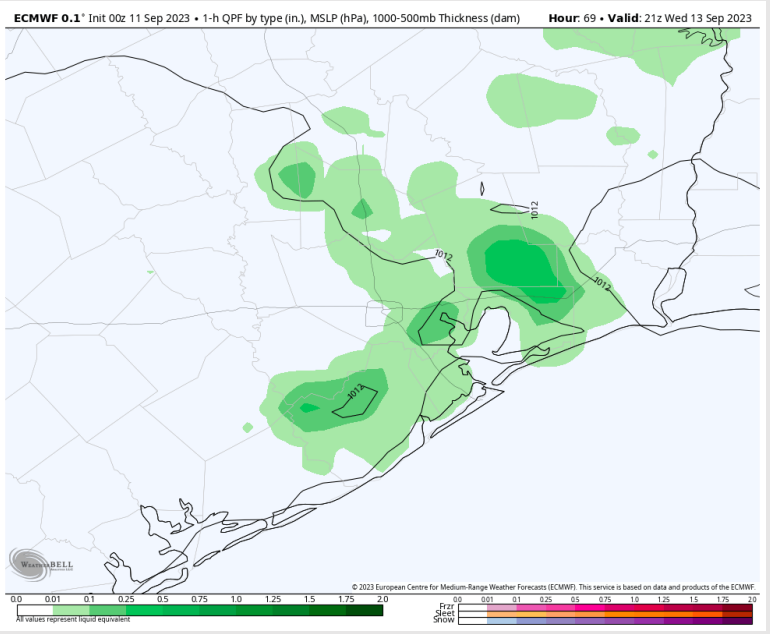 ECMWF 0.1° Init 00z 11 Sep 2023 • 1-h QPF by type (in.), MSLP (hPa), 1000-500mb Thickness (dam) Hour: 69 • Valid: 21z Wed 13 Sep 2023
1012
1012
1012
1012
WEATHERBELL
© 2023 European Centre for Medium-Range Weather Forecasts (ECMWF). This service is based on data and products of the ECMWF.
0.0 0.01 0.1 0.25 0.5 0.75 1.0 1.25 1.5 1.75 2.0
All values represent liquid equivalent
0.0 0.01 0.1 0.25 0.5 0.75 1.0 1.25 1.5 1.75 2.0
Frzr
Sleet
Snow